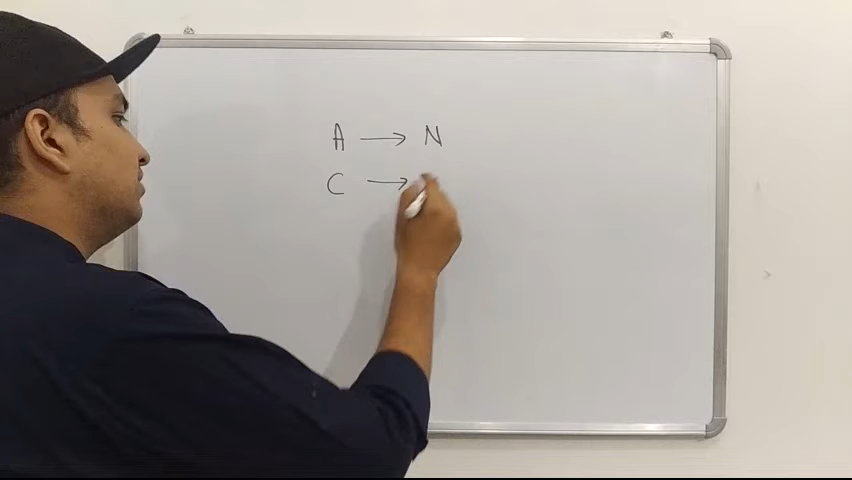 A → N
C →